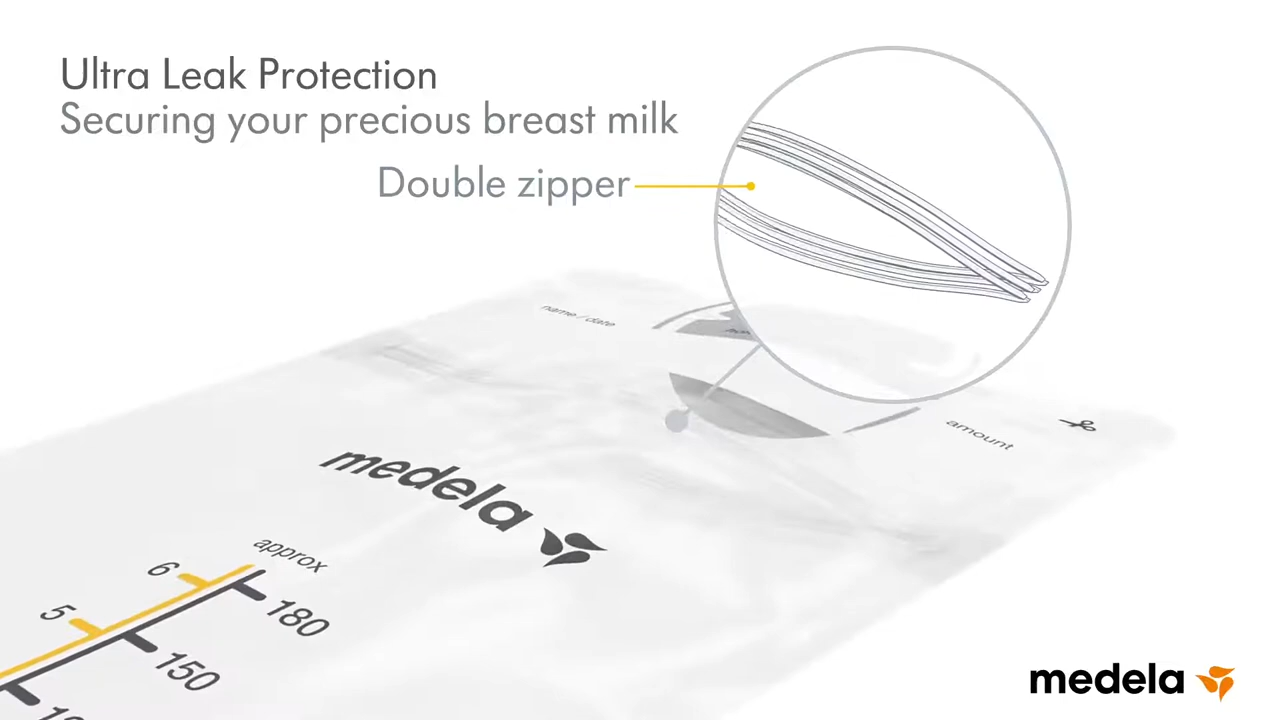 Ultra Leak Protection
Securing your precious breast milk
Double zipper
name / date
amount
medela
approx
6
180
5
150
medela